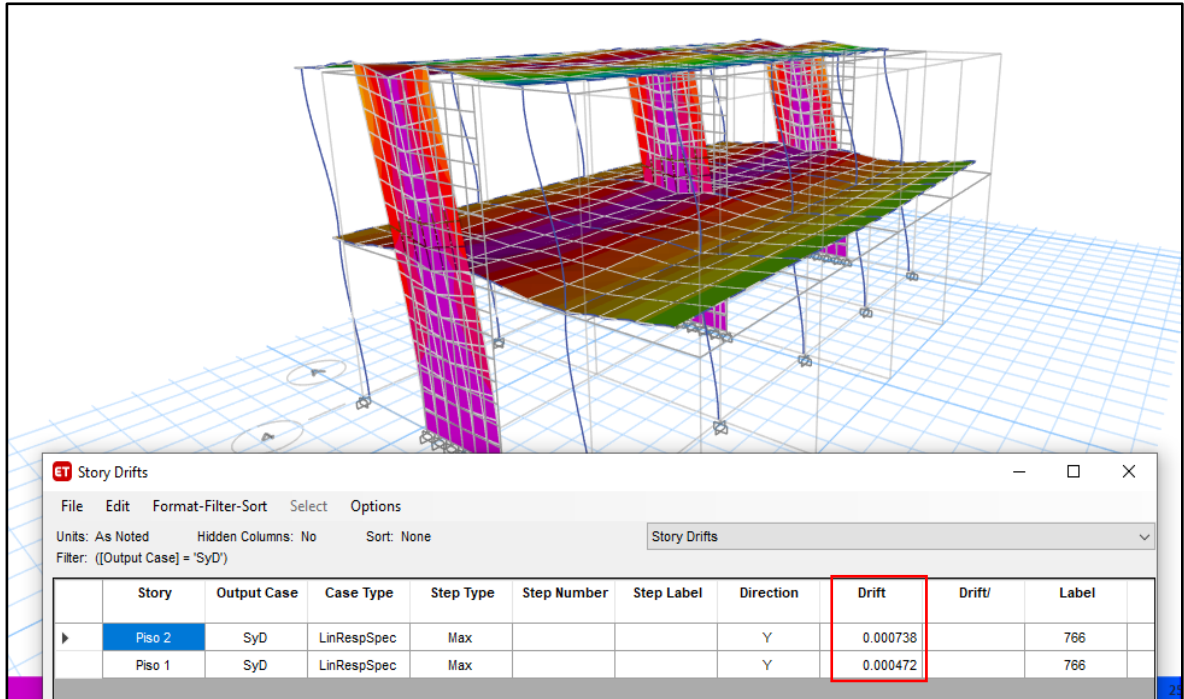 ET Story Drifts
File Edit Format-Filter-Sort Select Options
Units: As Noted Hidden Columns: No Sort: None Story Drifts
Filter: ([Output Case] = 'SyD')
Story Output Case Case Type Step Type Step Number Step Label Direction Drift Drift/ Label
Piso 2 SyD LinRespSpec Max Y 0.000738 766
Piso 1 SyD LinRespSpec Max Y 0.000472 766